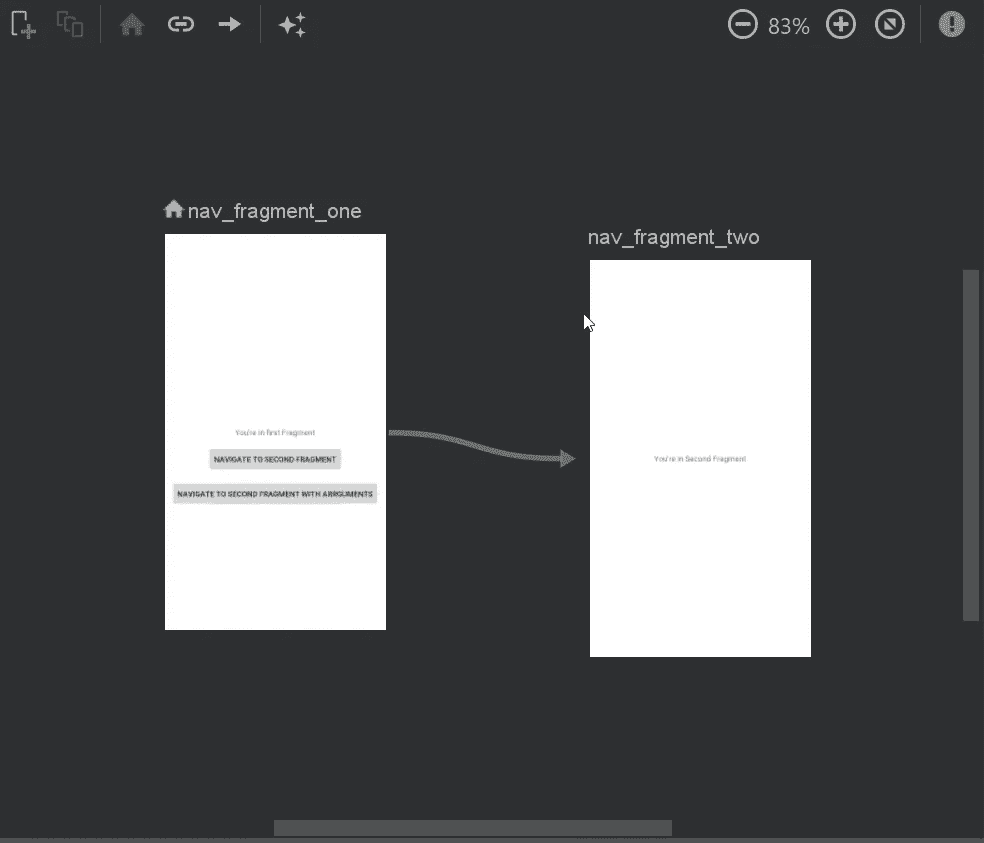 83%
nav_fragment_one
nav_fragment_two
You're in first Fragment
NAVIGATE TO SECOND FRAGMENT
NAVIGATE TO SECOND FRAGMENT WITH ARRGUMENTS
You're in Second Fragment